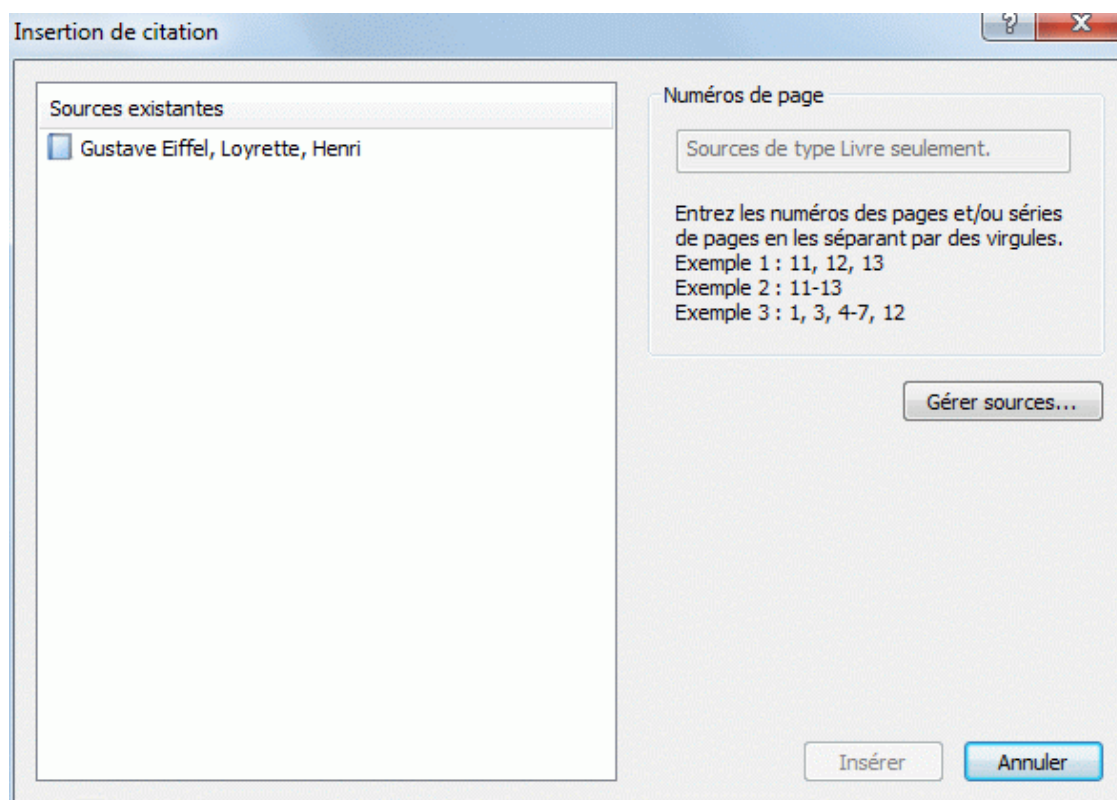 Insertion de citation
?
X
Sources existantes
Gustave Eiffel, Loyrette, Henri
Numéros de page
Sources de type Livre seulement.
Entrez les numéros des pages et/ou séries
de pages en les séparant par des virgules.
Exemple 1 : 11, 12, 13
Exemple 2 : 11-13
Exemple 3 : 1, 3, 4-7, 12
Gérer sources...
Insérer
Annuler